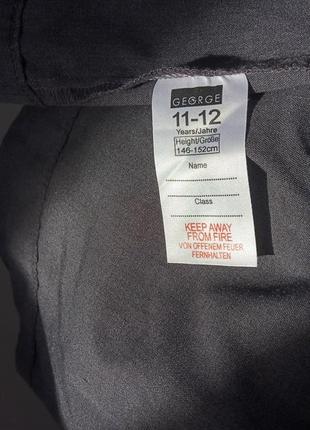 GEORGE
11-12
Years/Jahre
Height/Größe
146-152cm
Name
Class
KEEP AWAY
FROM FIRE
VON OFFENEM FEUER
FERNHALTEN